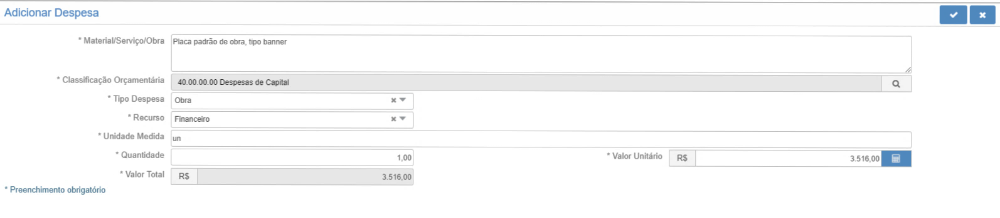 Adicionar Despesa
* Material/Serviço/Obra Placa padrão de obra, tipo banner
* Classificação Orçamentária 40.00.00.00 Despesas de Capital
* Tipo Despesa Obra
* Recurso Financeiro
* Unidade Medida un
* Quantidade 1,00 * Valor Unitário R$ 3.516,00
* Valor Total R$ 3.516,00
* Preenchimento obrigatório